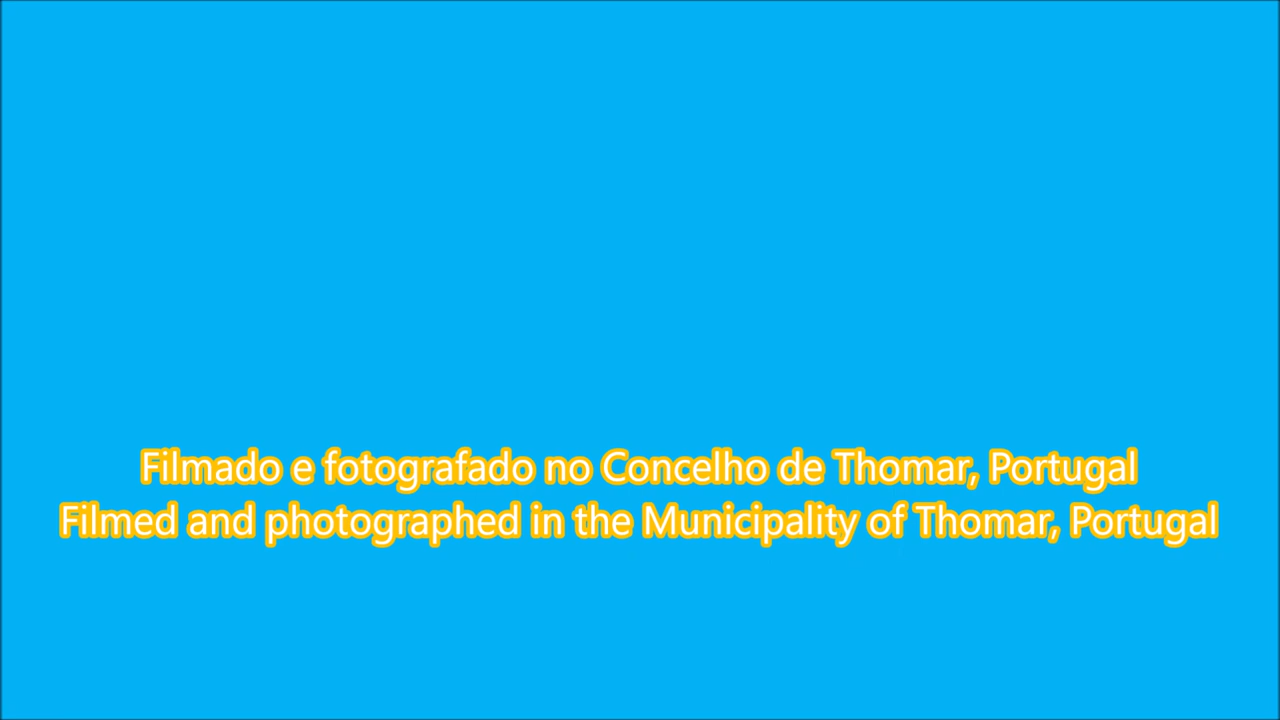 Filmado e fotografado no Concelho de Thomar, Portugal
Filmed and photographed in the Municipality of Thomar, Portugal